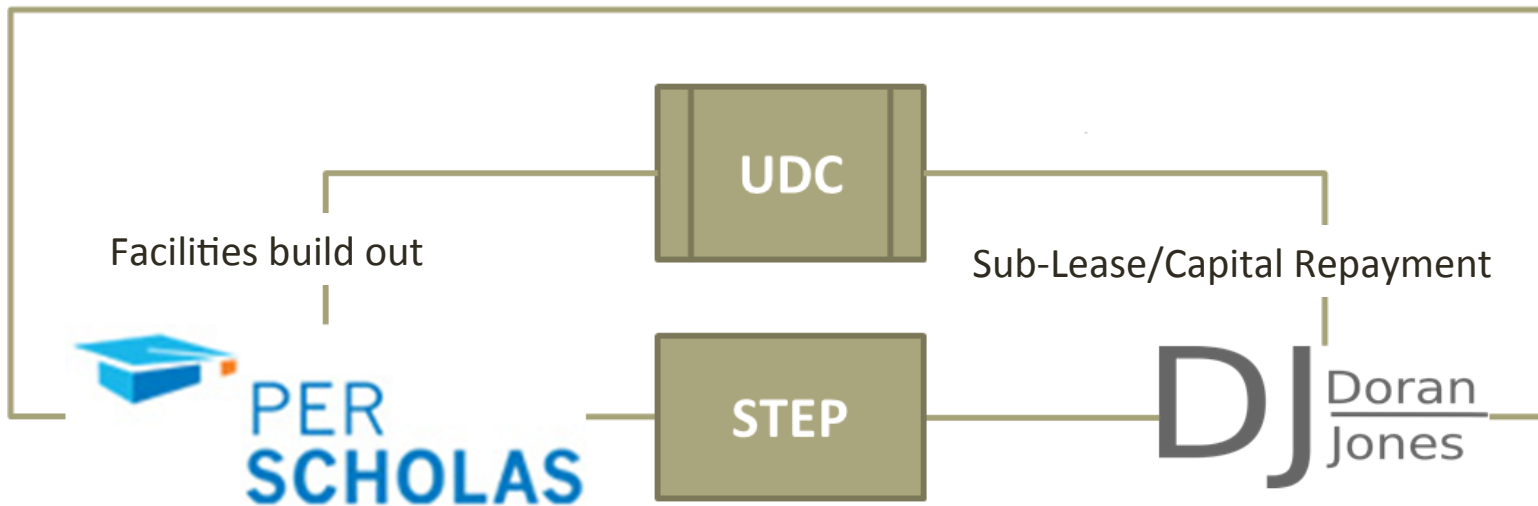 UDC
Facilities build out
Sub-Lease/Capital Repayment
PER
SCHOLAS
STEP
DJ
Doran
Jones